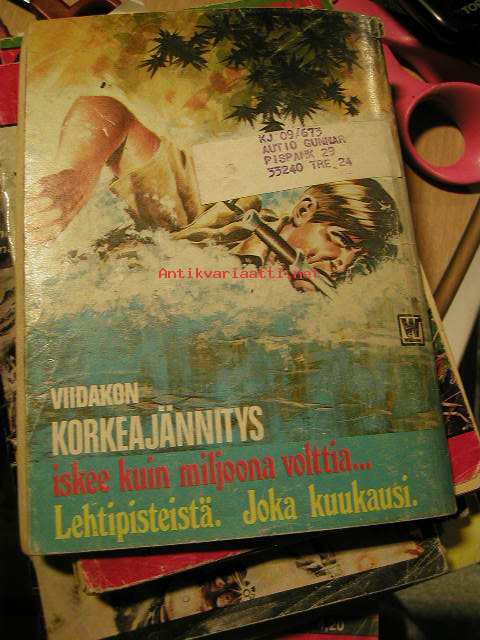 KJ 09/673
AUTIO GUNNAR
PISPANK 29
33240 TRE 24
Antikvariaatti.net
VIIDAKON
KORKEAJÄNNITYS
iskee kuin miljoona volttia...
Lehtipisteistä. Joka kuukausi.